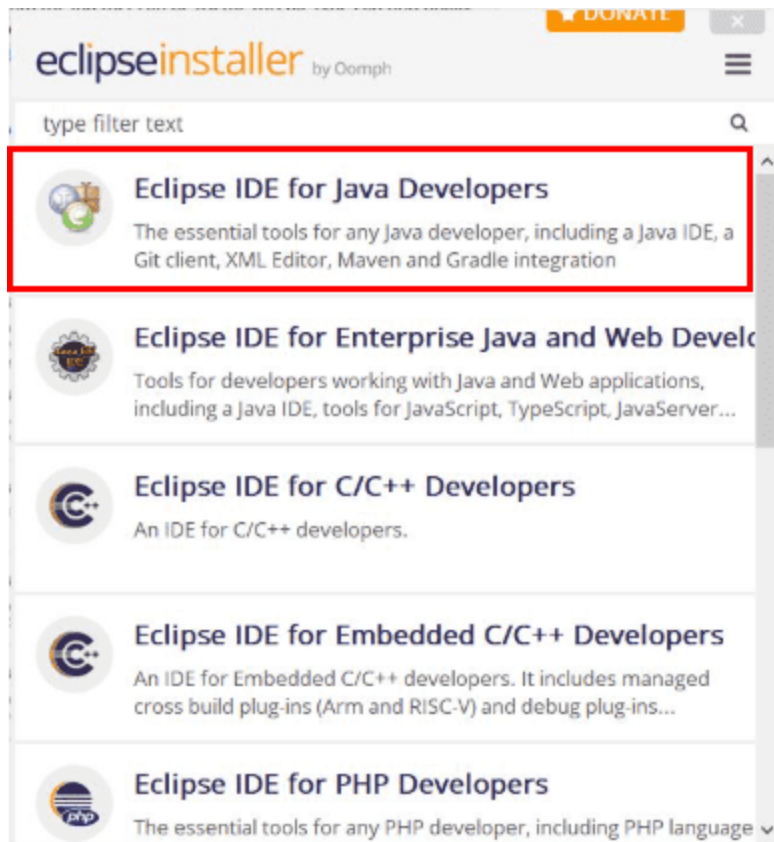 DONATE
eclipseinstaller by Oomph
type filter text
Eclipse IDE for Java Developers
The essential tools for any Java developer, including a Java IDE, a
Git client, XML Editor, Maven and Gradle integration
Eclipse IDE for Enterprise Java and Web Develo
Tools for developers working with Java and Web applications,
including a Java IDE, tools for JavaScript, TypeScript, JavaServer...
Eclipse IDE for C/C++ Developers
An IDE for C/C++ developers.
Eclipse IDE for Embedded C/C++ Developers
An IDE for Embedded C/C++ developers. It includes managed
cross build plug-ins (Arm and RISC-V) and debug plug-ins...
php
Eclipse IDE for PHP Developers
The essential tools for any PHP developer, including PHP language